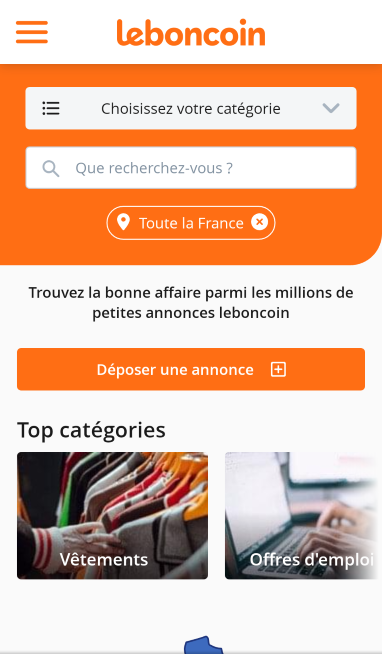 leboncoin
Choisissez votre catégorie
Que recherchez-vous ?
Toute la France
Trouvez la bonne affaire parmi les millions de
petites annonces leboncoin
Déposer une annonce
Top catégories
Vêtements
Offres d'emploi